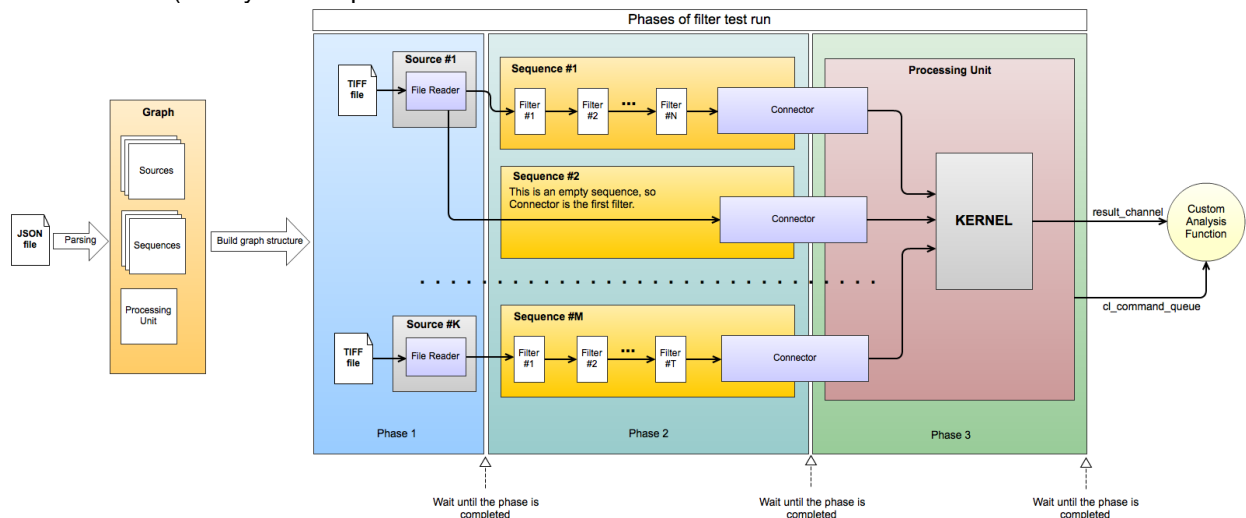 Phases of filter test run
JSON
file
Parsing
Graph
Sources
Sequences
Processing
Unit
Build graph structure
TIFF
file
Source #1
File Reader
Sequence #1
Filter
#1
Filter
#2
...
Filter
#N
Connector
Sequence #2
This is an empty sequence, so
Connector is the first filter.
Connector
TIFF
file
Source #K
File Reader
Sequence #M
Filter
#1
Filter
#2
...
Filter
#T
Connector
Processing Unit
KERNEL
result_channel
Custom
Analysis
Function
cl_command_queue
Phase 1
Phase 2
Phase 3
Wait until the phase is
completed
Wait until the phase is
completed
Wait until the phase is
completed